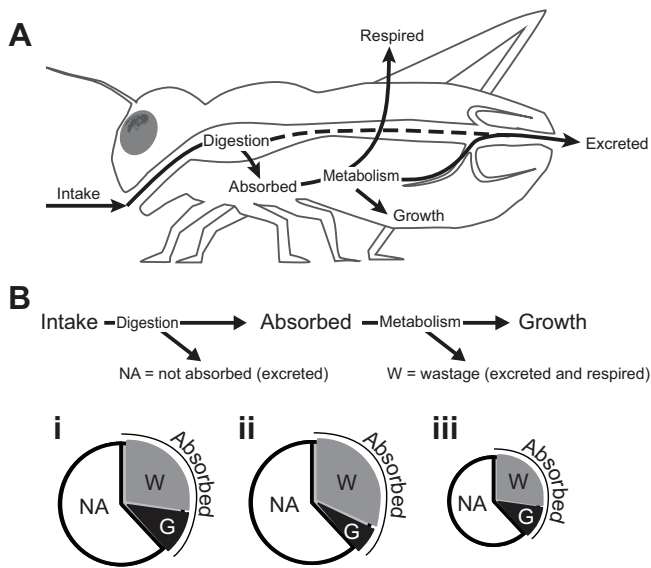 A
Respired
Digestion
Excreted
Absorbed
Metabolism
Intake
Growth
B
Intake Digestion Absorbed Metabolism Growth
NA = not absorbed (excreted) W = wastage (excreted and respired)
i ii iii
Absorbed Absorbed Absorbed
NA W G
NA W G
NA W G